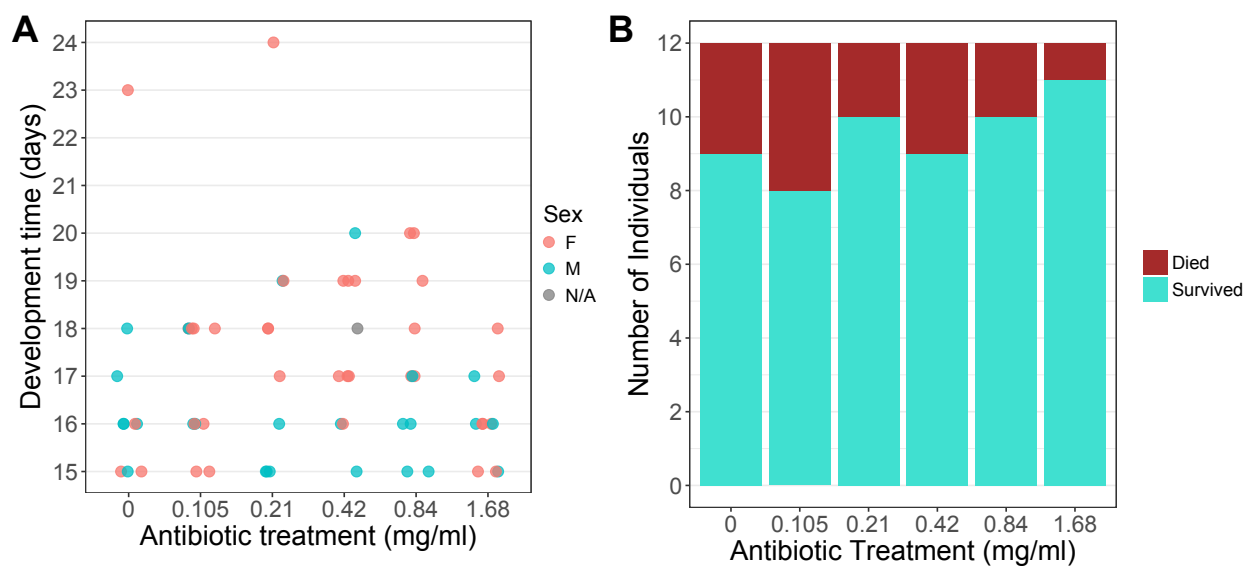 A
Development time (days)
24
23
22
21
20
19
18
17
16
15
0 0.105 0.21 0.42 0.84 1.68
Antibiotic treatment (mg/ml)
Sex
F
M
N/A
B
Number of Individuals
12
10
8
6
4
2
0
0 0.105 0.21 0.42 0.84 1.68
Antibiotic Treatment (mg/ml)
Died
Survived